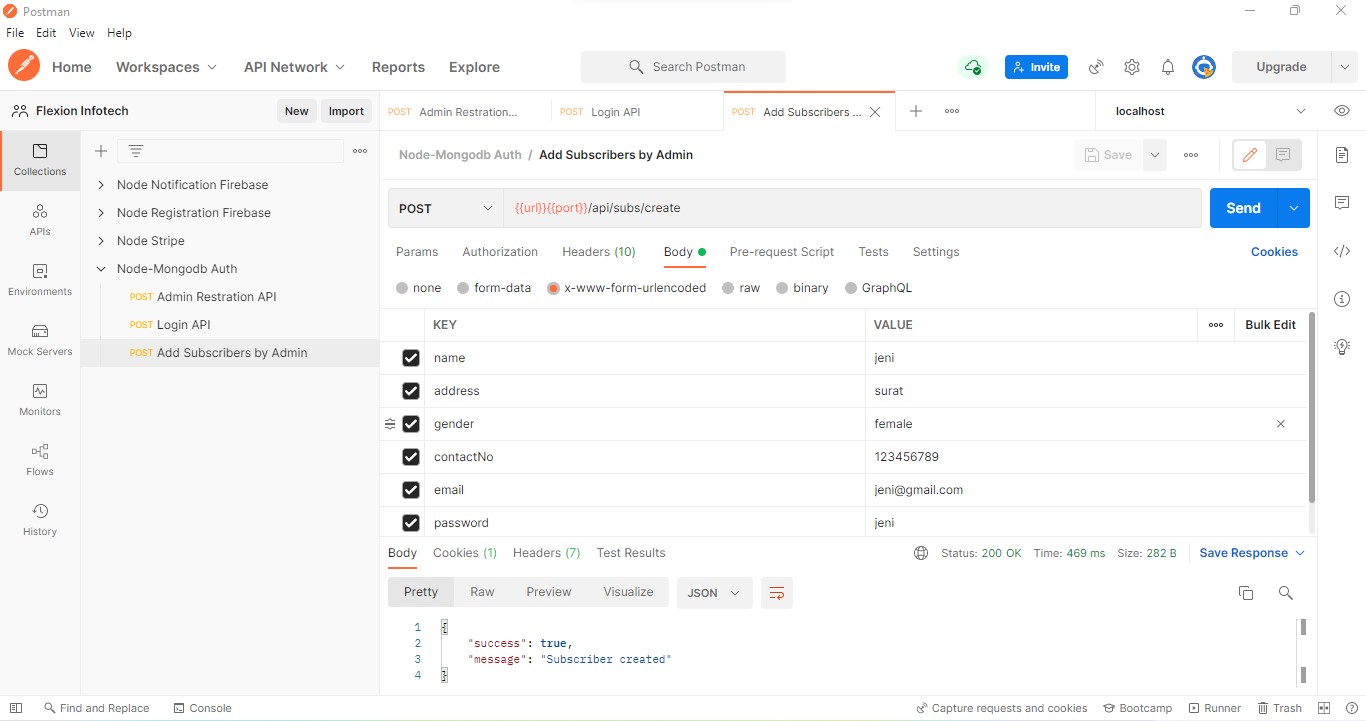 Postman
File Edit View Help
Home Workspaces API Network Reports Explore Search Postman Invite Upgrade
Flexion Infotech New Import
POST Admin Restration... POST Login API POST Add Subscribers ... localhost
Collections
APIs
Environments
Mock Servers
Monitors
Flows
History
Node Notification Firebase
Node Registration Firebase
Node Stripe
Node-Mongodb Auth
POST Admin Restration API
POST Login API
POST Add Subscribers by Admin
Node-Mongodb Auth / Add Subscribers by Admin Save
POST {{url}}{{port}}/api/subs/create Send
Params Authorization Headers (10) Body Pre-request Script Tests Settings Cookies
none form-data x-www-form-urlencoded raw binary GraphQL
KEY VALUE Bulk Edit
name jeni
address surat
gender female
contactNo 123456789
email jeni@gmail.com
password jeni
Body Cookies (1) Headers (7) Test Results Status: 200 OK Time: 469 ms Size: 282 B Save Response
Pretty Raw Preview Visualize JSON
1 {
2 "success": true,
3 "message": "Subscriber created"
4 }
Find and Replace Console Capture requests and cookies Bootcamp Runner Trash